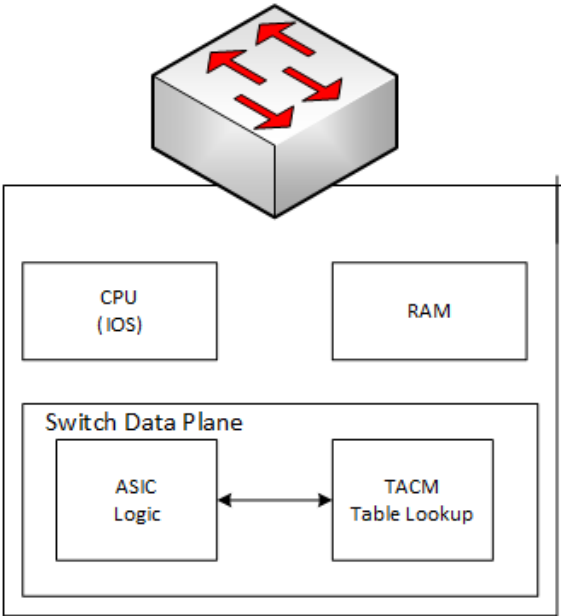 CPU
(IOS)
RAM
Switch Data Plane
ASIC
Logic
TACM
Table Lookup